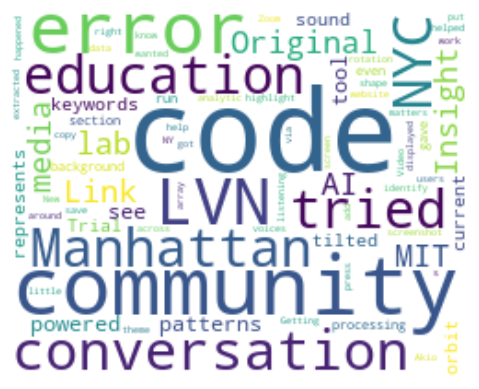 error
Original
NYC
education
sound
tool
even
right
know
wanted
Zoom
put
helped
work
data
run
analytic
highlight
rotation
shape
website
happened
extracted
keywords
section
code
Insight
media
lab
copy
help
via
NY
got
matters
gave
screen
Video
displayed
users
background
Link
LVN
AI
tried
identify
represents
see
array
listening
add
Trial
New
save
around
across
voices
screenshot
current
Manhattan
tilted
MIT
community
little
Getting
press
a
powered
theme
patterns
processing
orbit
conversation
Akio